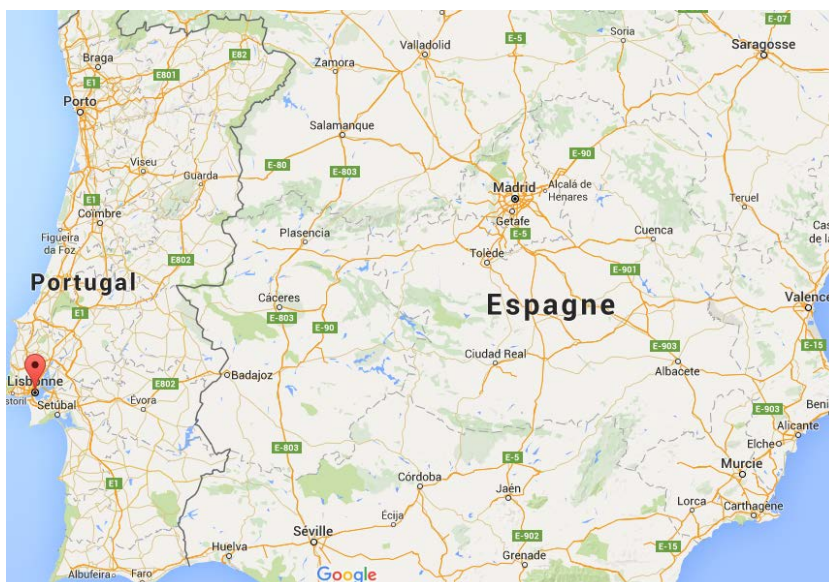 E-5
Soria
E-07
Braga
E82
Valladolid
Saragosse
E1
E801
Zamora
Porto
Salamanque
Viseu
E-80
E-803
E-90
Guarda
Madrid
Alcalá de
Henares
E1
Teruel
Coïmbre
Getafe
Figueira
da Foz
Plasencia
E-5
Cuenca
E802
Tolède
E-901
Portugal
Cáceres
Espagne
Valence
E1
E-803
E-90
E-15
E-903
Ciudad Real
Albacete
Lisbonne
Badajoz
E802
Setúbal
Évora
E-903
Alicante
Elche
E-803
E-5
Murcie
E1
Córdoba
Jaén
Lorca
Carthagène
Écija
Séville
E-902
Huelva
E-15
Grenade
Albufeira
Faro
Google